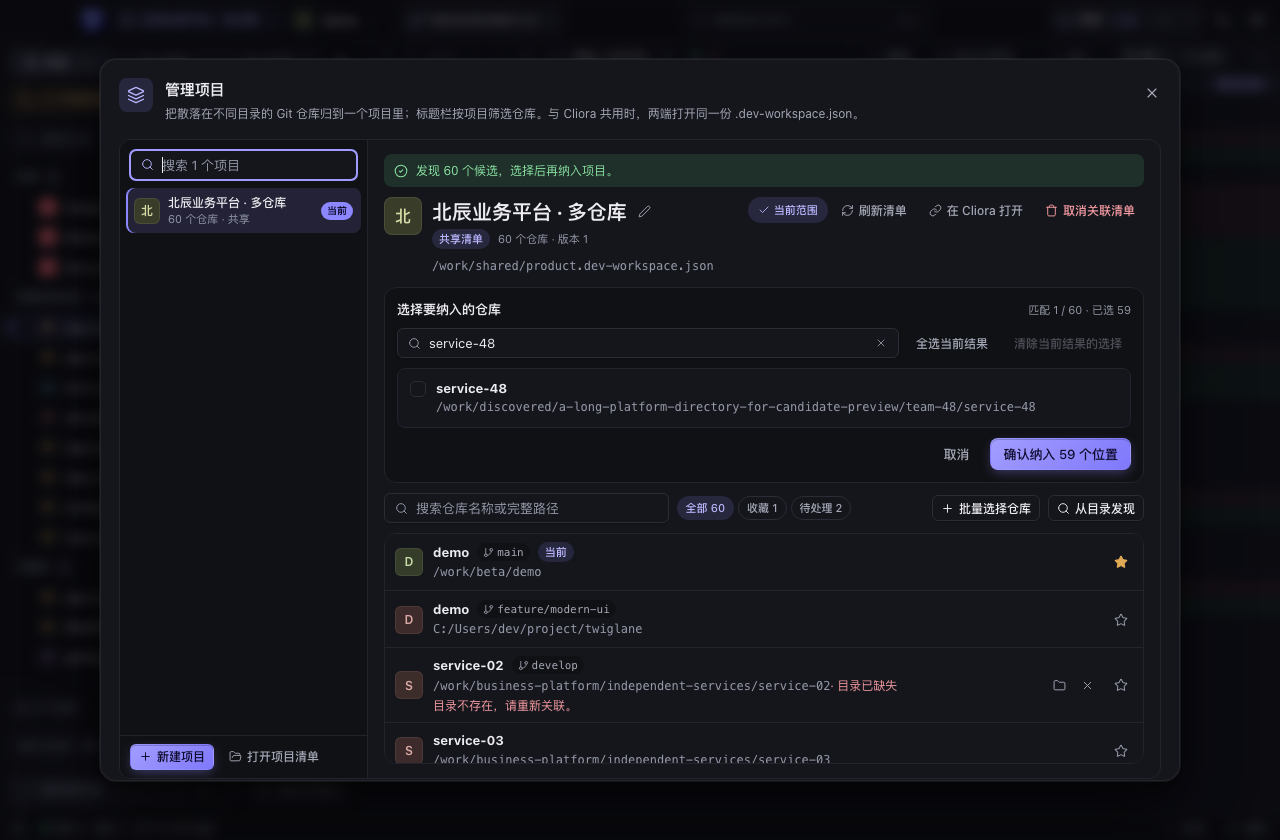 管理项目
把散落在不同目录的 Git 仓库归到一个项目里；标题栏按项目筛选仓库。与 Cliora 共用时，两端打开同一份 .dev-workspace.json。
搜索 1 个项目
北
北辰业务平台 · 多仓库
60 个仓库 · 共享
当前
新建项目
打开项目清单
发现 60 个候选，选择后再纳入项目。
北
北辰业务平台 · 多仓库
当前范围
刷新清单
在 Cliora 打开
取消关联清单
共享清单
60 个仓库 · 版本 1
/work/shared/product.dev-workspace.json
选择要纳入的仓库
匹配 1 / 60 · 已选 59
service-48
全选当前结果
清除当前结果的选择
service-48
/work/discovered/a-long-platform-directory-for-candidate-preview/team-48/service-48
取消
确认纳入 59 个位置
搜索仓库名称或完整路径
全部 60
收藏 1
待处理 2
批量选择仓库
从目录发现
D
demo
main
当前
/work/beta/demo
D
demo
feature/modern-ui
C:/Users/dev/project/twiglane
S
service-02
develop
/work/business-platform/independent-services/service-02· 目录已缺失
目录不存在，请重新关联。
S
service-03
/work/business-platform/independent-services/service-03